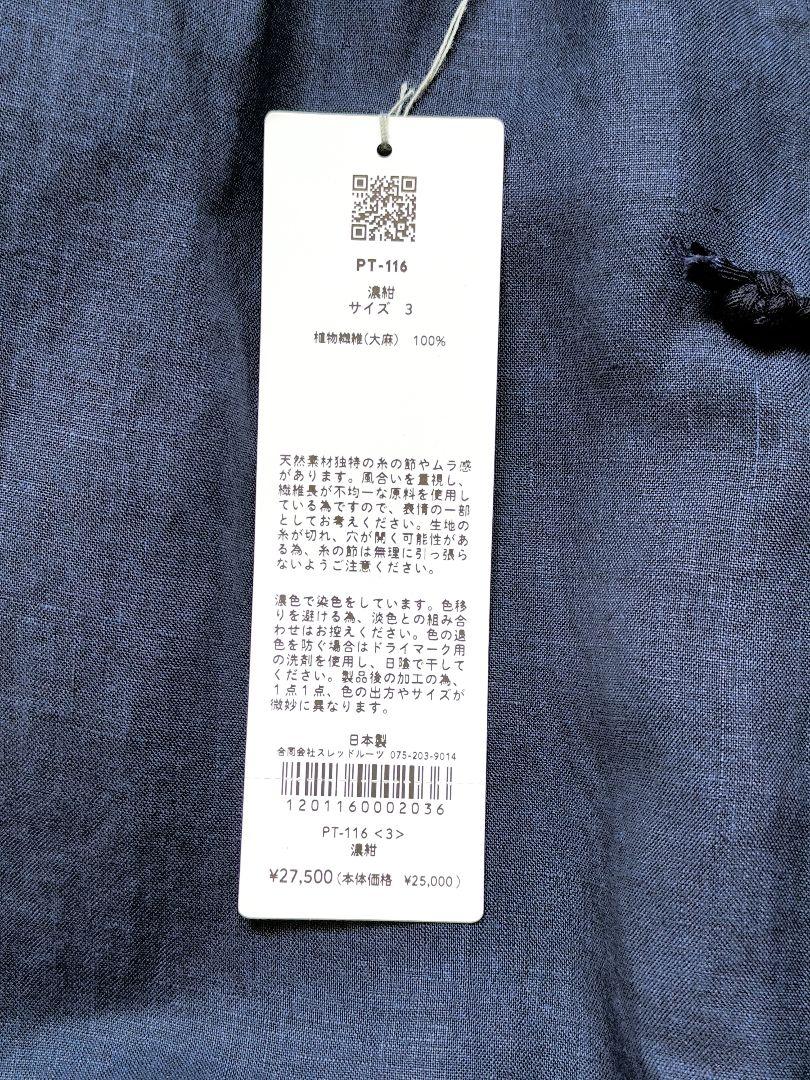 PT-116
濃紺
サイズ 3
植物繊維(大麻) 100%
天然素材独特の糸の節やムラ感
があります。風合いを重視し、
繊維長が不均一な原料を使用し
ている為ですので、表情の一部
としてお考えください。生地の
糸が切れ、穴が開く可能性があ
る為、糸の節は無理に引っ張ら
ないようご注意ください。
濃色で染色をしています。色移
りを避ける為、淡色との組み合
わせはお控えください。色の退
色を防ぐ場合はドライマーク用
の洗剤を使用し、日陰で干して
ください。製品後の加工の為、
1点1点、色の出方やサイズが
微妙に異なります。
日本製
合同会社スレッドルーツ 075-203-9014
1201160002036
PT-116 <3>
濃紺
¥27,500(本体価格 ¥25,000)